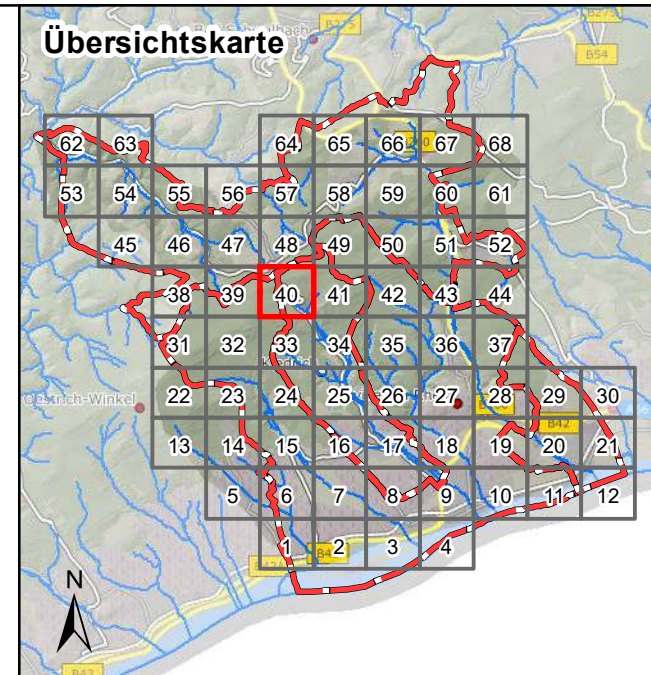 Übersichtskarte
B275
B54
62 63 64 65 66 67 68
53 54 55 56 57 58 59 60 61
45 46 47 48 49 50 51 52
38 39 40 41 42 43 44
31 32 33 34 35 36 37
22 23 24 25 26 27 28 29 30
B42
13 14 15 16 17 18 19 20 21
5 6 7 8 9 10 11 12
1 2 3 4
N
B42